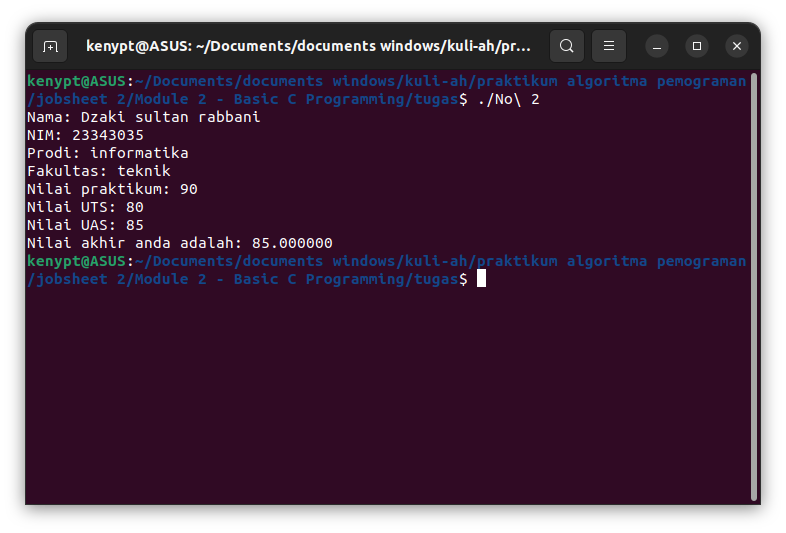 kenypt@ASUS: ~/Documents/documents windows/kuli-ah/pr...
kenypt@ASUS:~/Documents/documents windows/kuli-ah/praktikum algoritma pemograman
/jobsheet 2/Module 2 - Basic C Programming/tugas$ ./No\ 2
Nama: Dzaki sultan rabbani
NIM: 23343035
Prodi: informatika
Fakultas: teknik
Nilai praktikum: 90
Nilai UTS: 80
Nilai UAS: 85
Nilai akhir anda adalah: 85.000000
kenypt@ASUS:~/Documents/documents windows/kuli-ah/praktikum algoritma pemograman
/jobsheet 2/Module 2 - Basic C Programming/tugas$